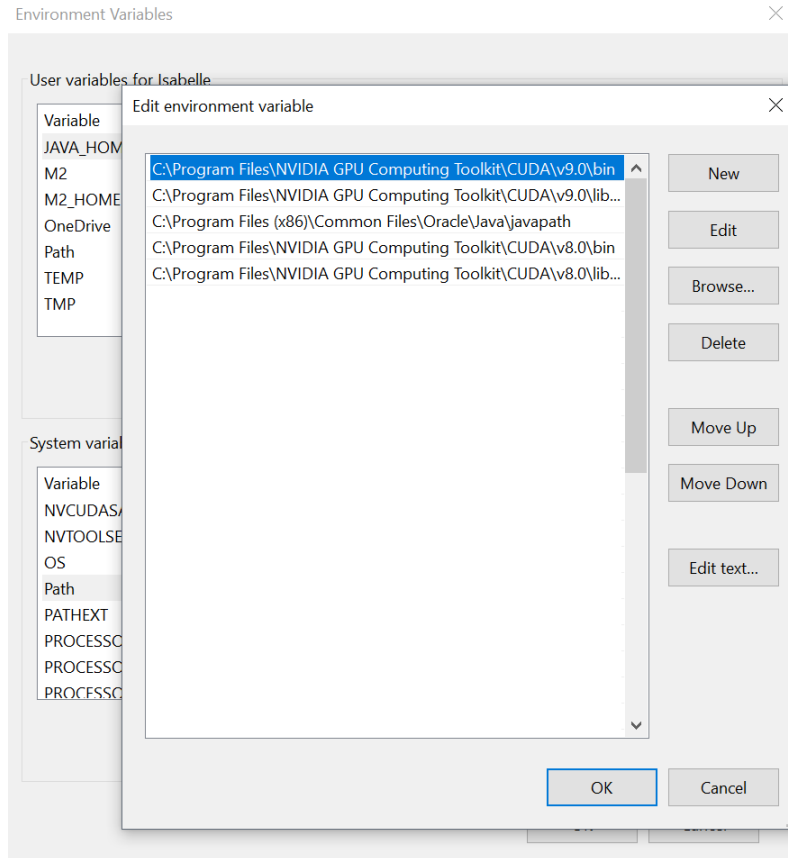 Environment Variables
User variables for Isabelle
Edit environment variable
Variable
JAVA_HOM
M2
M2_HOME
OneDrive
Path
TEMP
TMP
C:\Program Files\NVIDIA GPU Computing Toolkit\CUDA\v9.0\bin
C:\Program Files\NVIDIA GPU Computing Toolkit\CUDA\v9.0\lib...
C:\Program Files (x86)\Common Files\Oracle\Java\javapath
C:\Program Files\NVIDIA GPU Computing Toolkit\CUDA\v8.0\bin
C:\Program Files\NVIDIA GPU Computing Toolkit\CUDA\v8.0\lib...
New
Edit
Browse...
Delete
Move Up
Move Down
Edit text...
System varial
Variable
NVCUDASA
NVTOOLSE
OS
Path
PATHEXT
PROCESSO
PROCESSO
PROCESSO
OK
Cancel